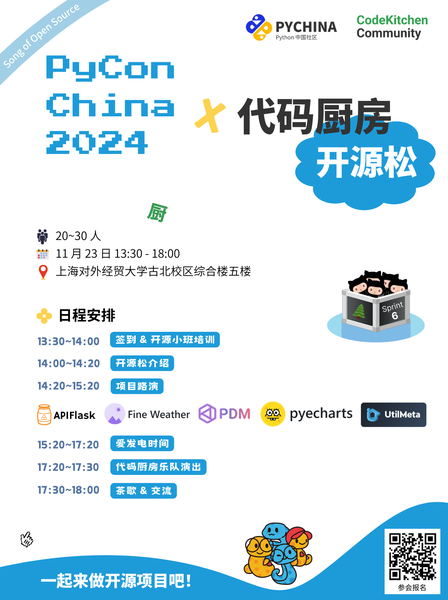 Song of Open Source
PYCHINA
Python 中国社区
CodeKitchen
Community
PyCon
China
2024
X
代码厨房
开源松
厨
20~30 人
11 月 23 日 13:30 - 18:00
上海对外经贸大学古北校区综合楼五楼
Sprint
6
日程安排
13:30~14:00 签到 & 开源小班培训
14:00~14:20 开源松介绍
14:20~15:20 项目路演
APIFlask Fine Weather PDM pyecharts UtilMeta
15:20~17:20 爱发电时间
17:20~17:30 代码厨房乐队演出
17:30~18:00 茶歇 & 交流
一起来做开源项目吧!
参会报名